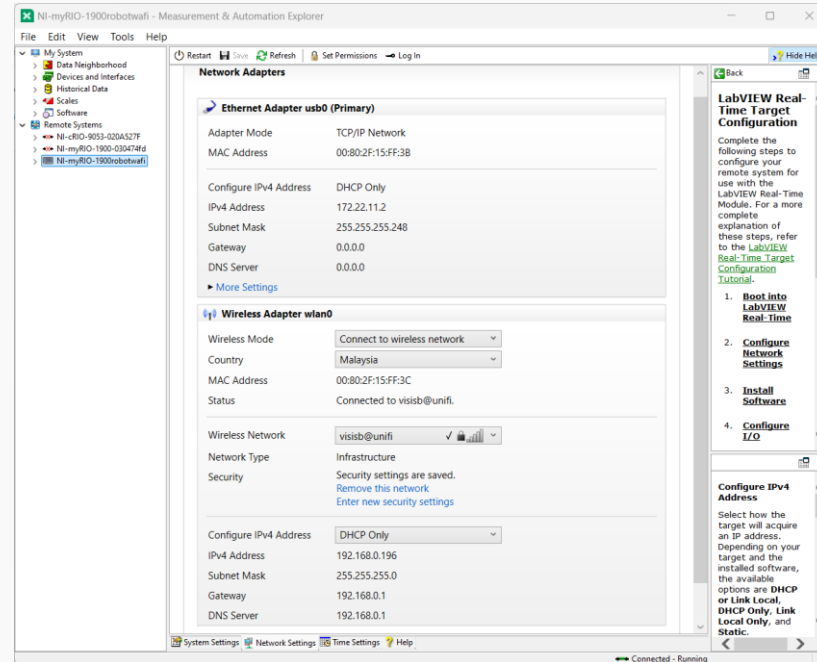 NI-myRIO-1900robotwafi - Measurement & Automation Explorer
File Edit View Tools Help
My System
Data Neighborhood
Devices and Interfaces
Historical Data
Scales
Software
Remote Systems
NI-cRIO-9053-020A527F
NI-myRIO-1900-030474fd
NI-myRIO-1900robotwafi
Restart Save Refresh Set Permissions Log In
Hide Hel
Network Adapters
Ethernet Adapter usb0 (Primary)
Adapter Mode TCP/IP Network
MAC Address 00:80:2F:15:FF:3B
Configure IPv4 Address DHCP Only
IPv4 Address 172.22.11.2
Subnet Mask 255.255.255.248
Gateway 0.0.0.0
DNS Server 0.0.0.0
More Settings
Wireless Adapter wlan0
Wireless Mode Connect to wireless network
Country Malaysia
MAC Address 00:80:2F:15:FF:3C
Status Connected to visisb@unifi.
Wireless Network visisb@unifi
Network Type Infrastructure
Security Security settings are saved.
Remove this network
Enter new security settings
Configure IPv4 Address DHCP Only
IPv4 Address 192.168.0.196
Subnet Mask 255.255.255.0
Gateway 192.168.0.1
DNS Server 192.168.0.1
System Settings Network Settings Time Settings Help
Back
LabVIEW Real-
Time Target
Configuration
Complete the
following steps to
configure your
remote system for
use with the
LabVIEW Real-Time
Module. For a more
complete
explanation of
these steps, refer
to the LabVIEW
Real-Time Target
Configuration
Tutorial.
1. Boot into
LabVIEW
Real-Time
2. Configure
Network
Settings
3. Install
Software
4. Configure
I/O
Configure IPv4
Address
Select how the
target will acquire
an IP address.
Depending on your
target and the
installed software,
the available
options are DHCP
or Link Local,
DHCP Only, Link
Local Only, and
Static.
Connected - Running